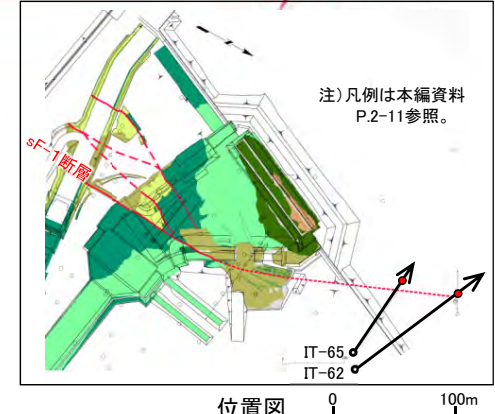 注)凡例は本編資料
P.2-11参照。
sF-1断層
IT-65
IT-62
位置図
0 100m